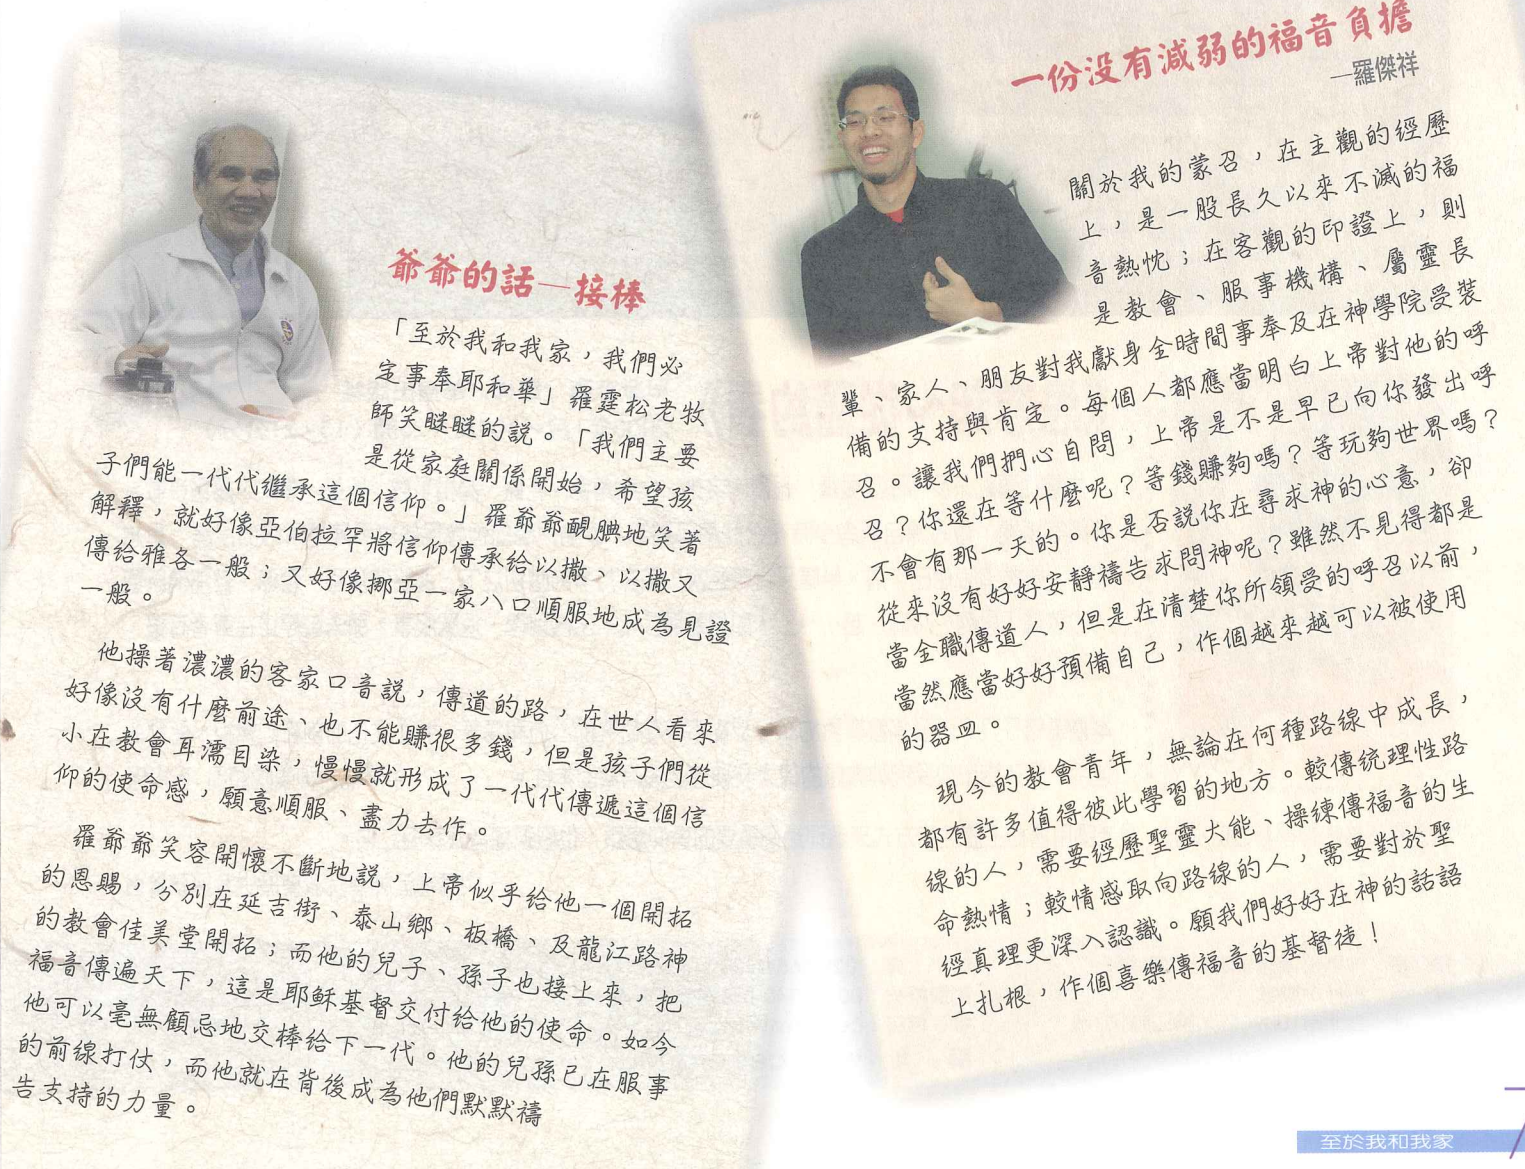 爺爺的話─接棒
「至於我和我家，我們必
定事奉耶和華」羅霆松老牧
師笑瞇瞇的說。「我們主要
是從家庭關係開始，希望孩
子們能一代代繼承這個信仰。」羅爺爺靦腆地笑著
解釋，就好像亞伯拉罕將信仰傳承給以撒、以撒又
傳給雅各一般；又好像挪亞一家八口順服地成為見證
一般。
他操著濃濃的客家口音說，傳道的路，在世人看來
好像沒有什麼前途、也不能賺很多錢，但是孩子們從
小在教會耳濡目染，慢慢就形成了一代代傳遞這個信
仰的使命感，願意順服、盡力去作。
羅爺爺笑容開懷不斷地說，上帝似乎給他一個開拓
的恩賜，分別在延吉街、泰山鄉、板橋、及龍江路神
的教會佳美堂開拓；而他的兒子、孫子也接上來，把
福音傳遍天下，這是耶穌基督交付給他的使命。如今
他可以毫無顧忌地交棒給下一代。他的兒孫已在服事
的前線打仗，而他就在背後成為他們默默禱
告支持的力量。
一份沒有減弱的福音負擔
─羅傑祥
關於我的蒙召，在主觀的經歷
上，是一股長久以來不滅的福
音熱忱；在客觀的印證上，則
是教會、服事機構、屬靈長
輩、家人、朋友對我獻身全時間事奉及在神學院受裝
備的支持與肯定。每個人都應當明白上帝對他的呼
召。讓我們捫心自問，上帝是不是早已向你發出呼
召？你還在等什麼呢？等錢賺夠嗎？等玩夠世界嗎？
不會有那一天的。你是否說你在尋求神的心意，卻
從來沒有好好安靜禱告求問神呢？雖然不見得都是
當全職傳道人，但是在清楚你所領受的呼召以前，
當然應當好好預備自己，作個越來越可以被使用
的器皿。
現今的教會青年，無論在何種路線中成長，
都有許多值得彼此學習的地方。較傳統理性路
線的人，需要經歷聖靈大能、操練傳福音的生
命熱情；較情感取向路線的人，需要對於聖
經真理更深入認識。願我們好好在神的話語
上扎根，作個喜樂傳福音的基督徒！
至於我和我家